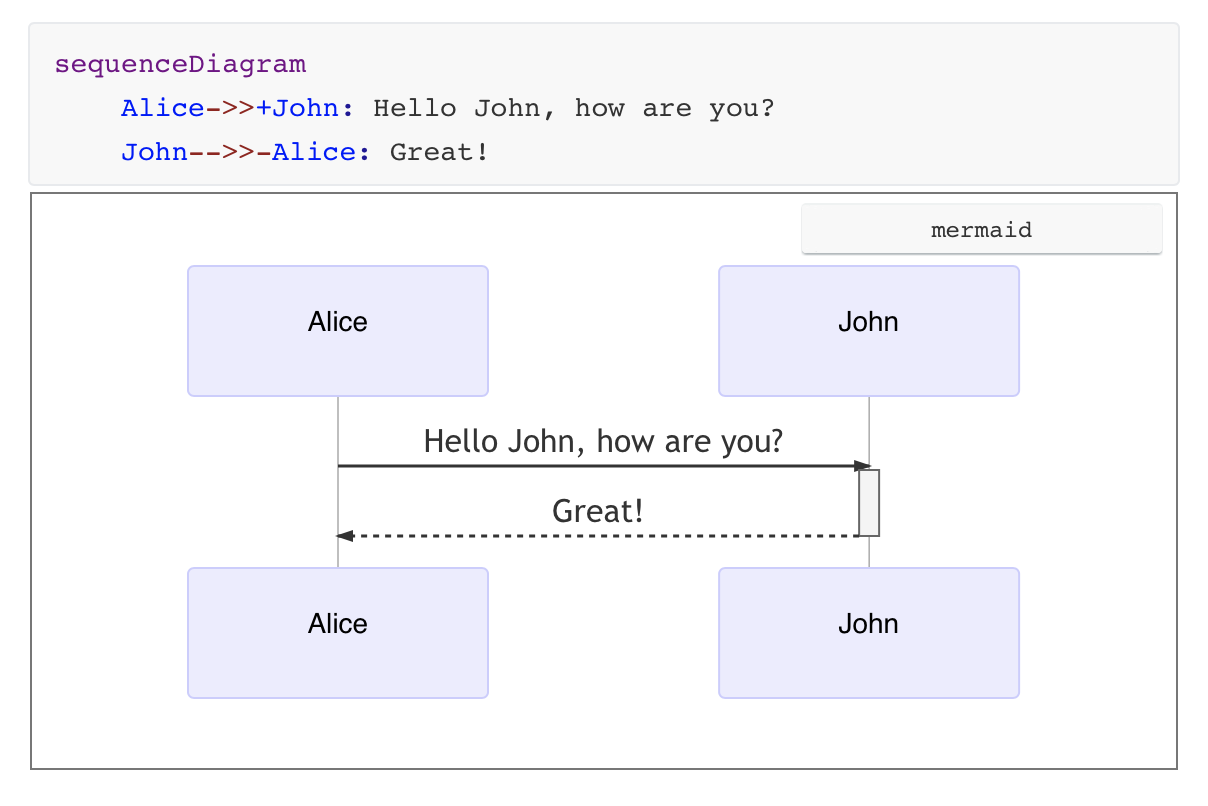 sequenceDiagram
    Alice->>+John: Hello John, how are you?
    John-->>-Alice: Great!
mermaid
Alice John
Hello John, how are you?
Great!
Alice John